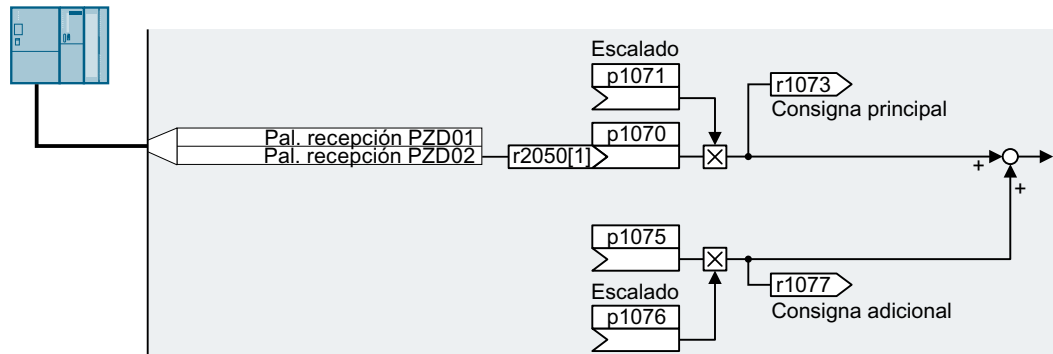 Escalado
p1071
r1073
Consigna principal
Pal. recepción PZD01
Pal. recepción PZD02
r2050[1]
p1070
+
+
p1075
r1077
Consigna adicional
Escalado
p1076